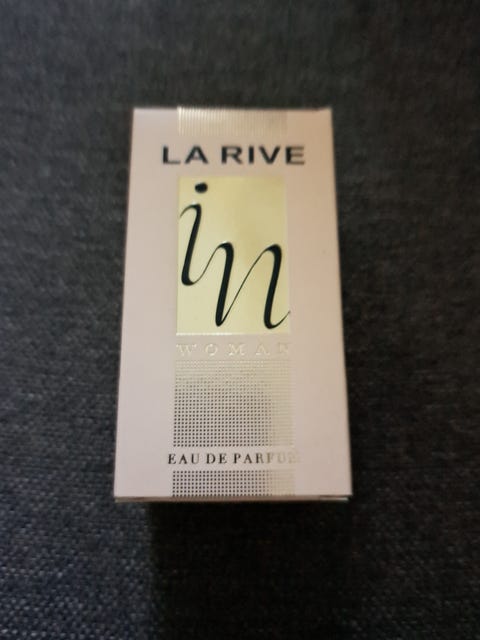 LA RIVE
in
WOMAN
EAU DE PARFUM